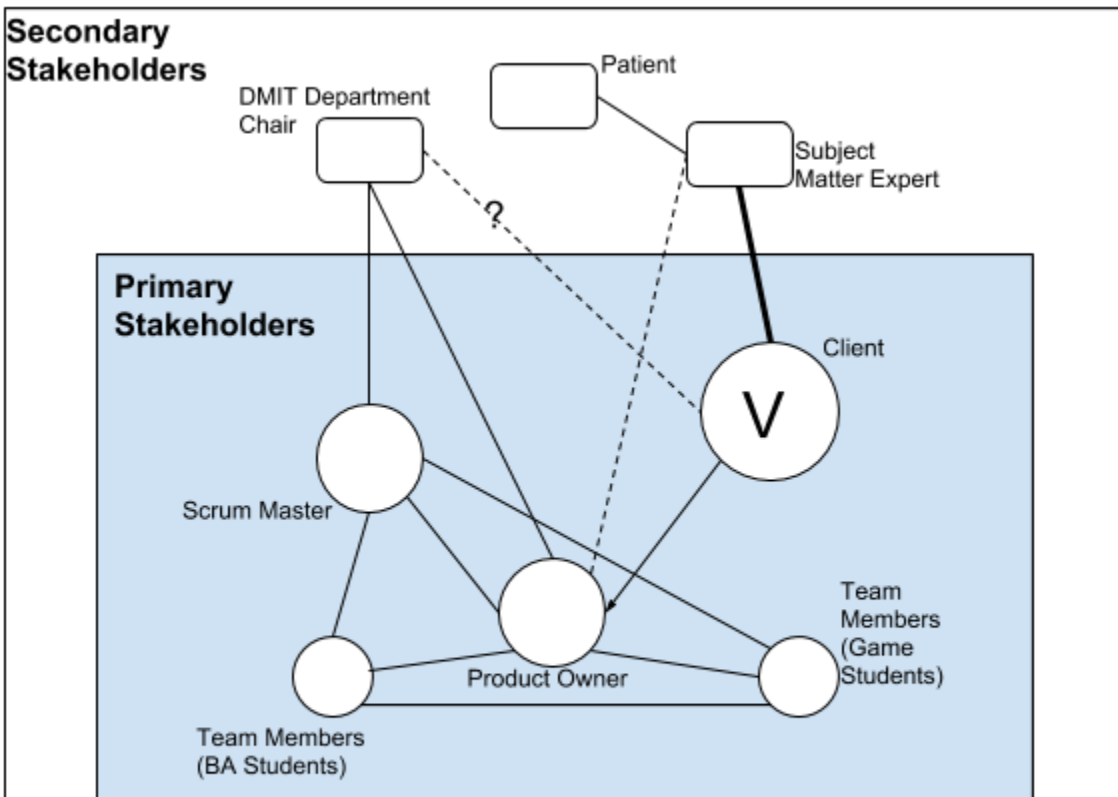 Secondary
Stakeholders
Patient
DMIT Department
Chair
Subject
Matter Expert
?
Primary
Stakeholders
Client
V
Scrum Master
Team
Members
(Game
Students)
Product Owner
Team Members
(BA Students)